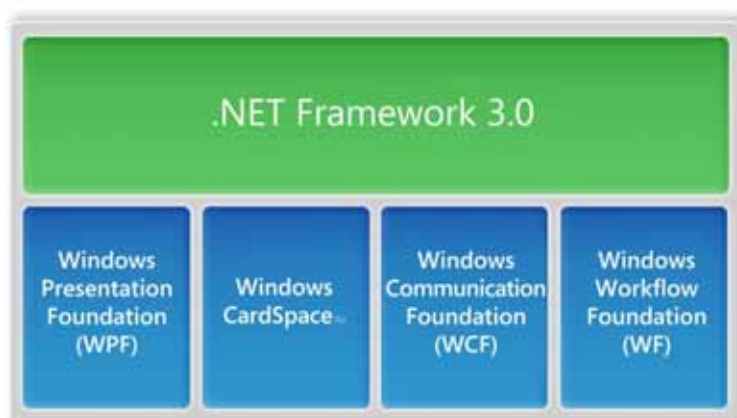 .NET Framework 3.0
Windows
Presentation
Foundation
(WPF)
Windows
CardSpace
Windows
Communication
Foundation
(WCF)
Windows
Workflow
Foundation
(WF)